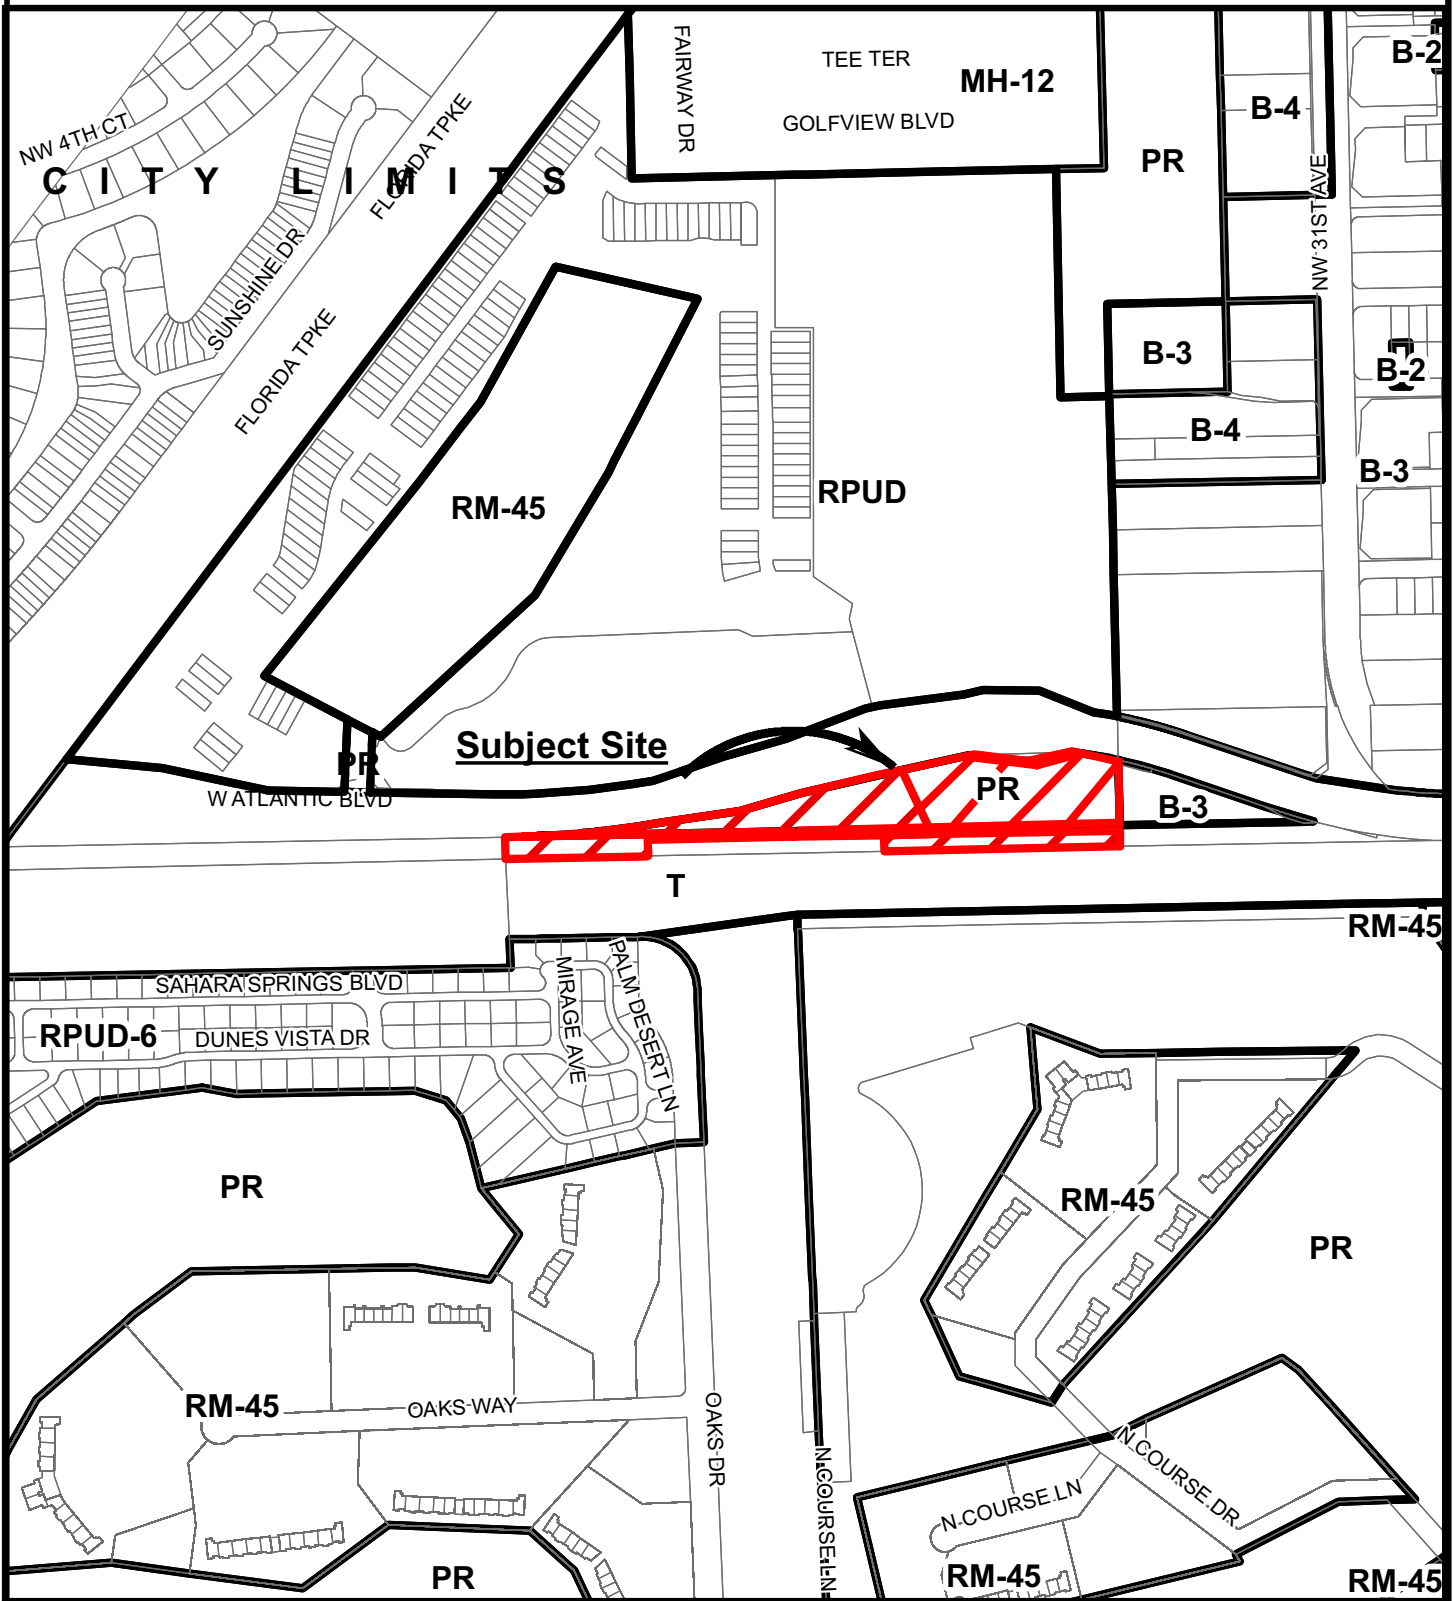 B-2
FAIRWAY DR
TEE TER
MH-12
B-4
GOLFVIEW BLVD
NW 4TH CT
FLORIDA TPKE
PR
CITY LIMITS
NW 31ST AVE
SUNSHINE DR
FLORIDA TPKE
B-3
B-2
B-4
B-3
RPUD
RM-45
Subject Site
PR
PR
W ATLANTIC BLVD
B-3
T
RM-45
SAHARA SPRINGS BLVD
MIRAGE AVE
PALM DESERT LN
RPUD-6
DUNES VISTA DR
PR
RM-45
PR
RM-45
OAKS WAY
OAKS DR
N COURSE LN
N COURSE DR
N COURSE LN
PR
RM-45
RM-45